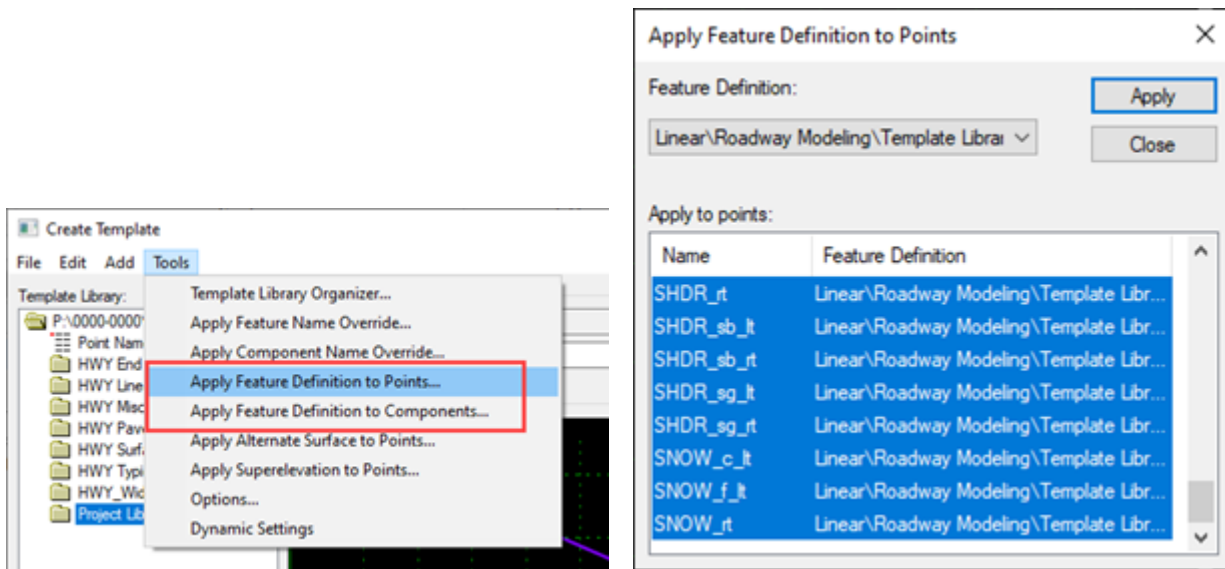 Create Template
File Edit Add Tools
Template Library:
P:\0000-0000
Point Nam
HWY End
HWY Line
HWY Misc
HWY Pave
HWY Surf
HWY Typi
HWY_Wid
Project Lib
Template Library Organizer...
Apply Feature Name Override...
Apply Component Name Override...
Apply Feature Definition to Points...
Apply Feature Definition to Components...
Apply Alternate Surface to Points...
Apply Superelevation to Points...
Options...
Dynamic Settings
Apply Feature Definition to Points
Feature Definition:
Apply
Linear\Roadway Modeling\Template Librar
Close
Apply to points:
Name Feature Definition
SHDR_rt Linear\Roadway Modeling\Template Libr...
SHDR_sb_lt Linear\Roadway Modeling\Template Libr...
SHDR_sb_rt Linear\Roadway Modeling\Template Libr...
SHDR_sg_lt Linear\Roadway Modeling\Template Libr...
SHDR_sg_rt Linear\Roadway Modeling\Template Libr...
SNOW_c_lt Linear\Roadway Modeling\Template Libr...
SNOW_f_lt Linear\Roadway Modeling\Template Libr...
SNOW_rt Linear\Roadway Modeling\Template Libr...